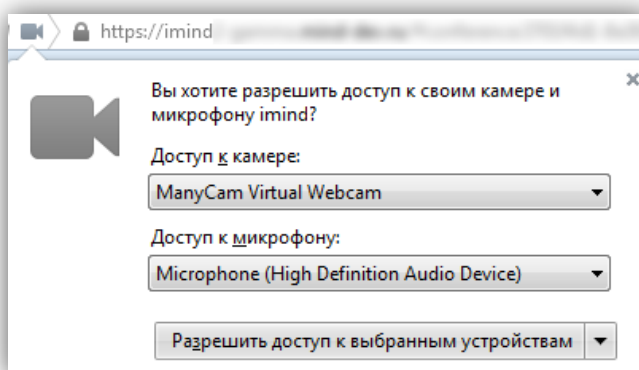 https://imind
Вы хотите разрешить доступ к своим камере и
микрофону imind?
Доступ к камере:
ManyCam Virtual Webcam
Доступ к микрофону:
Microphone (High Definition Audio Device)
Разрешить доступ к выбранным устройствам